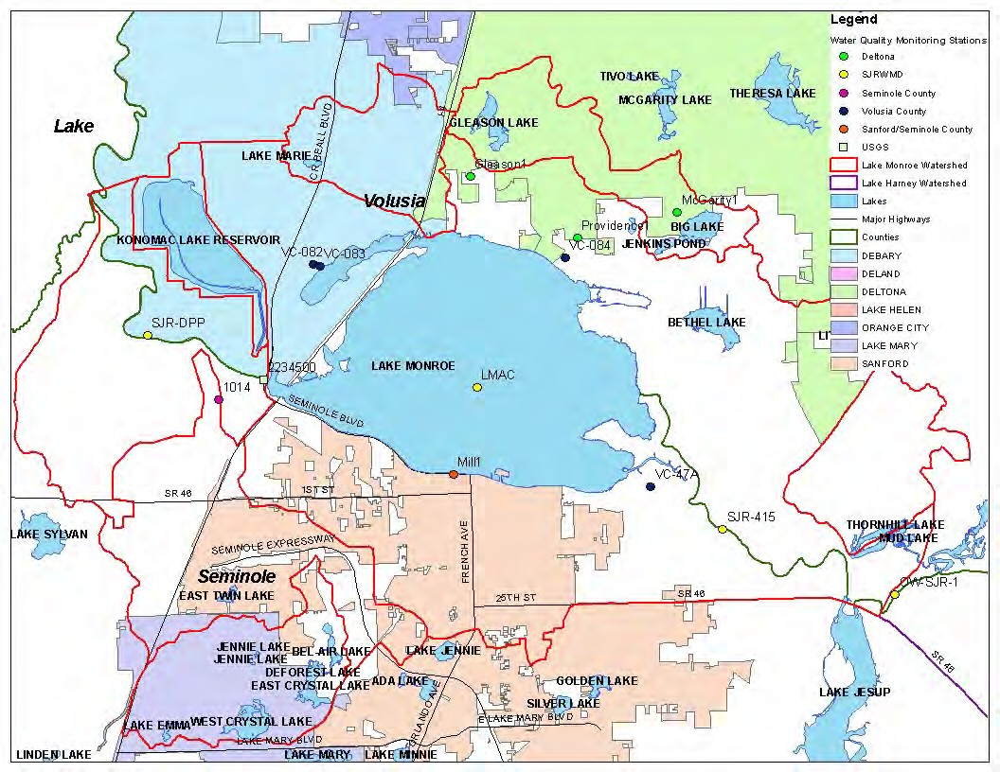 Legend
Water Quality Monitoring Stations
Deltona
SJRWMD
Seminole County
Volusia County
Sanford/Seminole County
USGS
Lake Monroe Watershed
Lake Harney Watershed
Lakes
Major Highways
Counties
DEBARY
DELAND
DELTONA
LAKE HELEN
ORANGE CITY
LAKE MARY
SANFORD
TIVO LAKE
MCGARITY LAKE
THERESA LAKE
Lake
GLEASON LAKE
C R BEALL BLVD
LAKE MARIE
Gleason1
Volusia
McGarity1
Providence1
BIG LAKE
KONOMAC LAKE RESERVOIR
JENKINS POND
VC-082
VC-083
VC-084
SJR-DPP
BETHEL LAKE
2234500
LAKE MONROE
LMAC
1014
SEMINOLE BLVD
Mill1
VC-47A
SR 46
1ST ST
SJR-415
THORNHILL LAKE
MUD LAKE
LAKE SYLVAN
SEMINOLE EXPRESSWAY
FRENCH AVE
Seminole
OW-SJR-1
EAST TWIN LAKE
25TH ST
SR 46
JENNIE LAKE
BEL-AIR LAKE
LAKE JENNIE
JENNIE LAKE
SR 46
DEFOREST LAKE
EAST CRYSTAL LAKE
ADA LAKE
GOLDEN LAKE
LAKE JESUP
SILVER LAKE
ORLANDO AVE
E LAKE MARY BLVD
LAKE EMMA
WEST CRYSTAL LAKE
LAKE MARY BLVD
LINDEN LAKE
LAKE MARY
LAKE MINNIE